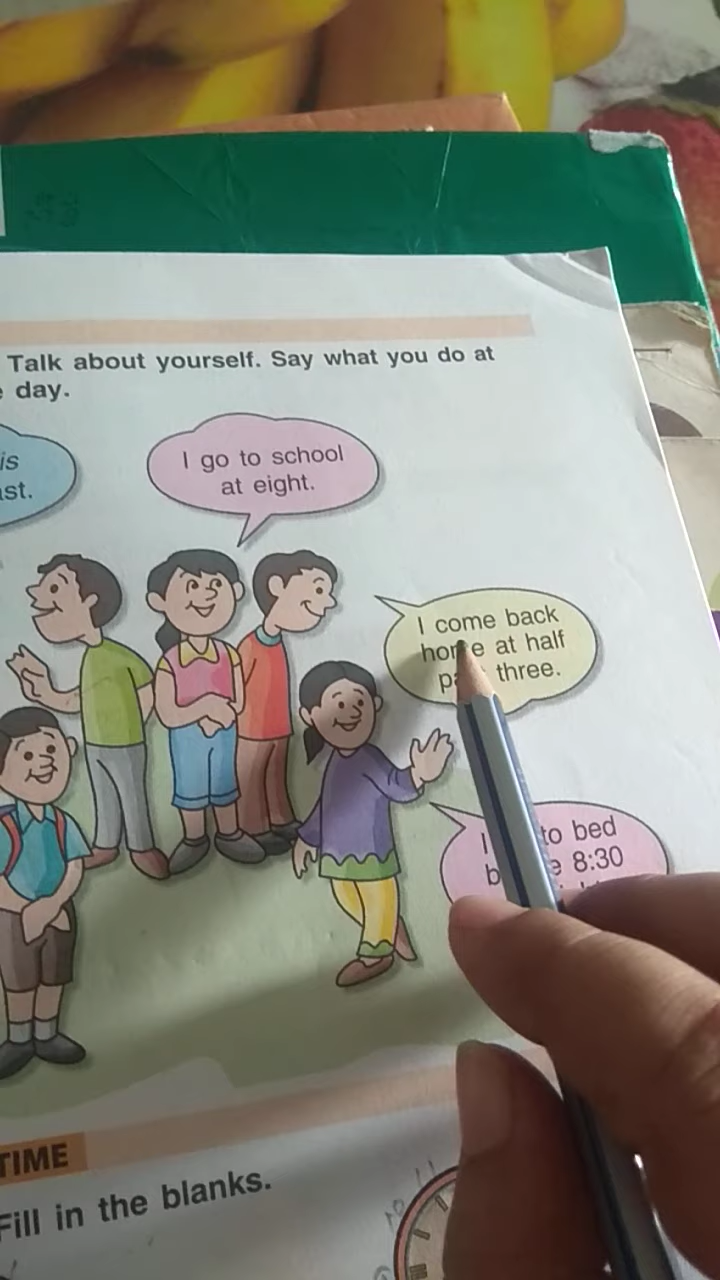 Talk about yourself. Say what you do at
day.
is
I go to school
at eight.
I come back
home at half
three.
I to bed
8:30
TIME
Fill in the blanks.